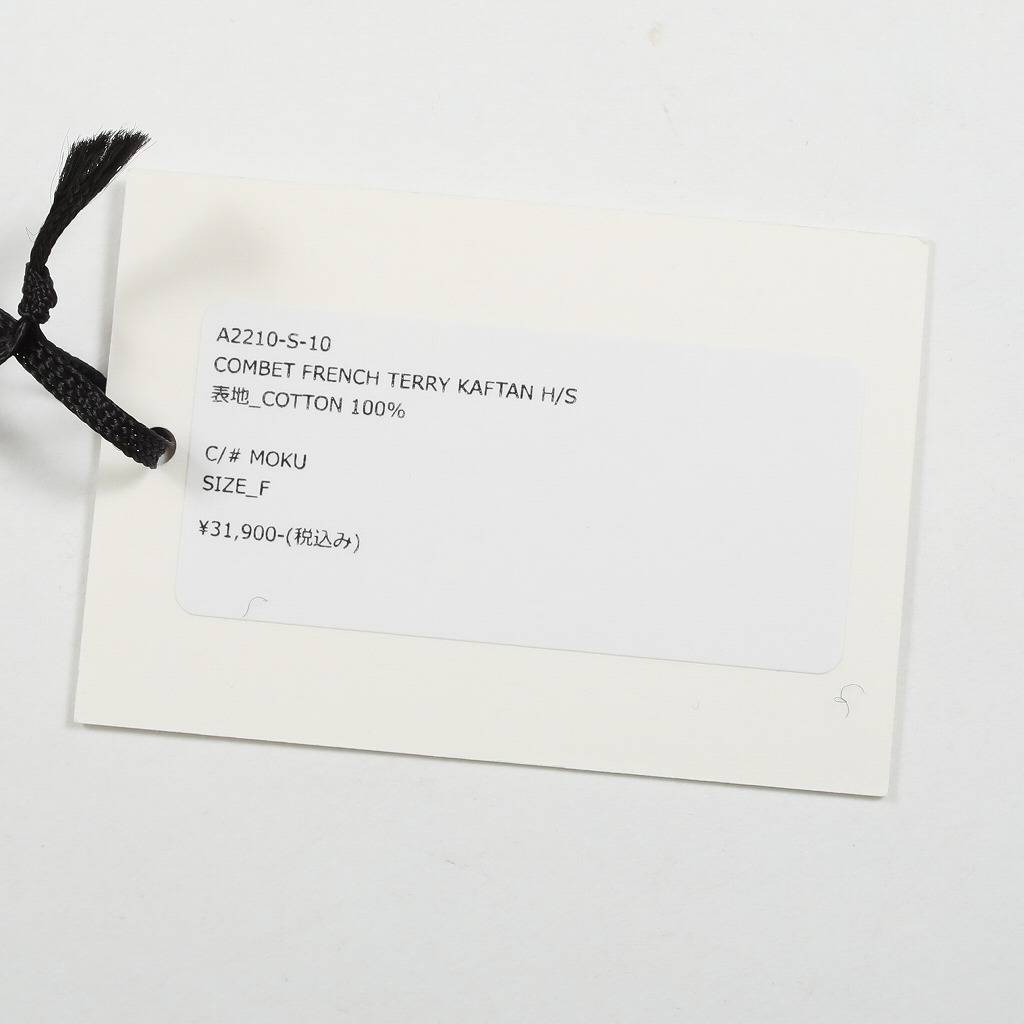 A2210-S-10
COMBET FRENCH TERRY KAFTAN H/S
表地_COTTON 100%
C/# MOKU
SIZE_F
¥31,900-(税込み)